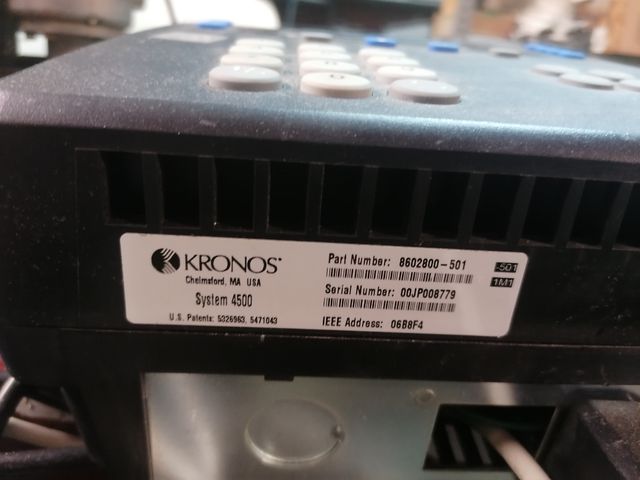 KRONOS
Chelmsford, MA USA
System 4500
U.S. Patents: 5326963, 5471043
Part Number: 8602800-501
Serial Number: 00JP008779
IEEE Address: 06B8F4
-501
1M1